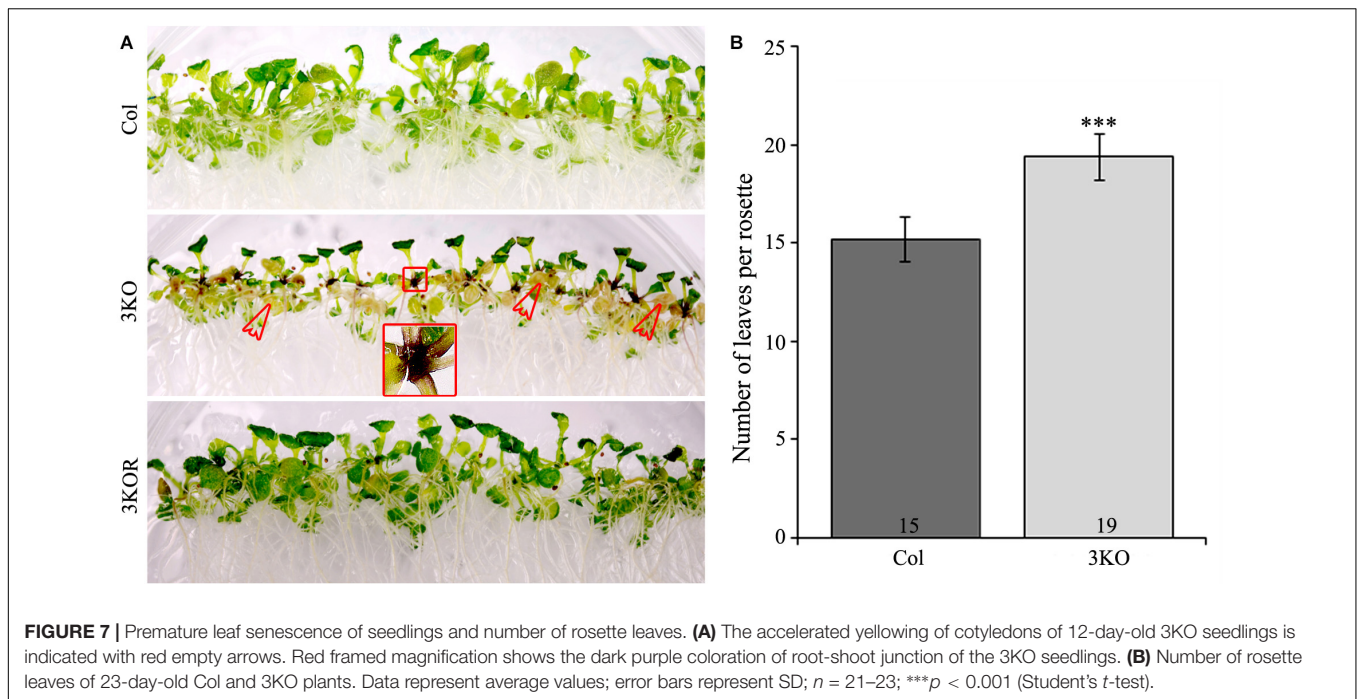 A
Col
3KO
3KOR
B
Number of leaves per rosette
25
20
15
10
5
0
***
15
19
Col
3KO
FIGURE 7 | Premature leaf senescence of seedlings and number of rosette leaves. (A) The accelerated yellowing of cotyledons of 12-day-old 3KO seedlings is
indicated with red empty arrows. Red framed magnification shows the dark purple coloration of root-shoot junction of the 3KO seedlings. (B) Number of rosette
leaves of 23-day-old Col and 3KO plants. Data represent average values; error bars represent SD; n = 21–23; ***p < 0.001 (Student's t-test).